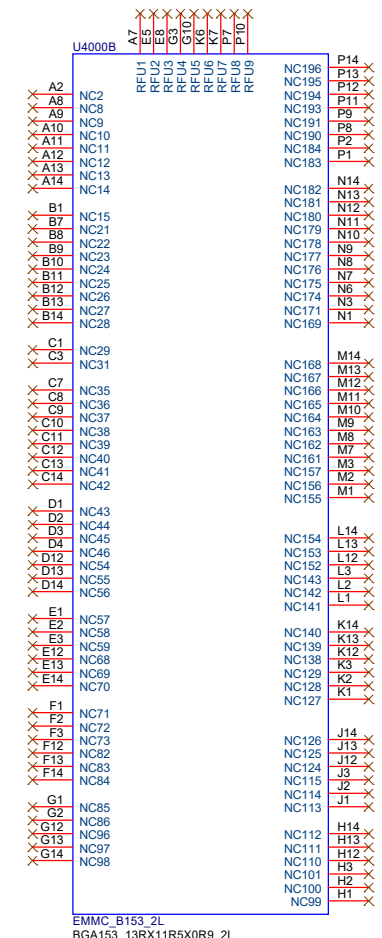 U4000B
A7 RFU1
E5 RFU2
E8 RFU3
G3 RFU4
G10 RFU5
K6 RFU6
K7 RFU7
P7 RFU8
P10 RFU9
A2 NC2
A8 NC8
A9 NC9
A10 NC10
A11 NC11
A12 NC12
A13 NC13
A14 NC14
B1 NC15
B7 NC21
B8 NC22
B9 NC23
B10 NC24
B11 NC25
B12 NC26
B13 NC27
B14 NC28
C1 NC29
C3 NC31
C7 NC35
C8 NC36
C9 NC37
C10 NC38
C11 NC39
C12 NC40
C13 NC41
C14 NC42
D1 NC43
D2 NC44
D3 NC45
D4 NC46
D12 NC54
D13 NC55
D14 NC56
E1 NC57
E2 NC58
E3 NC59
E12 NC68
E13 NC69
E14 NC70
F1 NC71
F2 NC72
F3 NC73
F12 NC82
F13 NC83
F14 NC84
G1 NC85
G2 NC86
G12 NC96
G13 NC97
G14 NC98
NC196 P14
NC195 P13
NC194 P12
NC193 P11
NC191 P9
NC190 P8
NC184 P2
NC183 P1
NC182 N14
NC181 N13
NC180 N12
NC179 N11
NC178 N10
NC177 N9
NC176 N8
NC175 N7
NC174 N6
NC171 N3
NC169 N1
NC168 M14
NC167 M13
NC166 M12
NC165 M11
NC164 M10
NC163 M9
NC162 M8
NC161 M7
NC157 M3
NC156 M2
NC155 M1
NC154 L14
NC153 L13
NC152 L12
NC143 L3
NC142 L2
NC141 L1
NC140 K14
NC139 K13
NC138 K12
NC129 K3
NC128 K2
NC127 K1
NC126 J14
NC125 J13
NC124 J12
NC115 J3
NC114 J2
NC113 J1
NC112 H14
NC111 H13
NC110 H12
NC101 H3
NC100 H2
NC99 H1
EMMC_B153_2L
BGA153_13RX11R5X0R9_2L